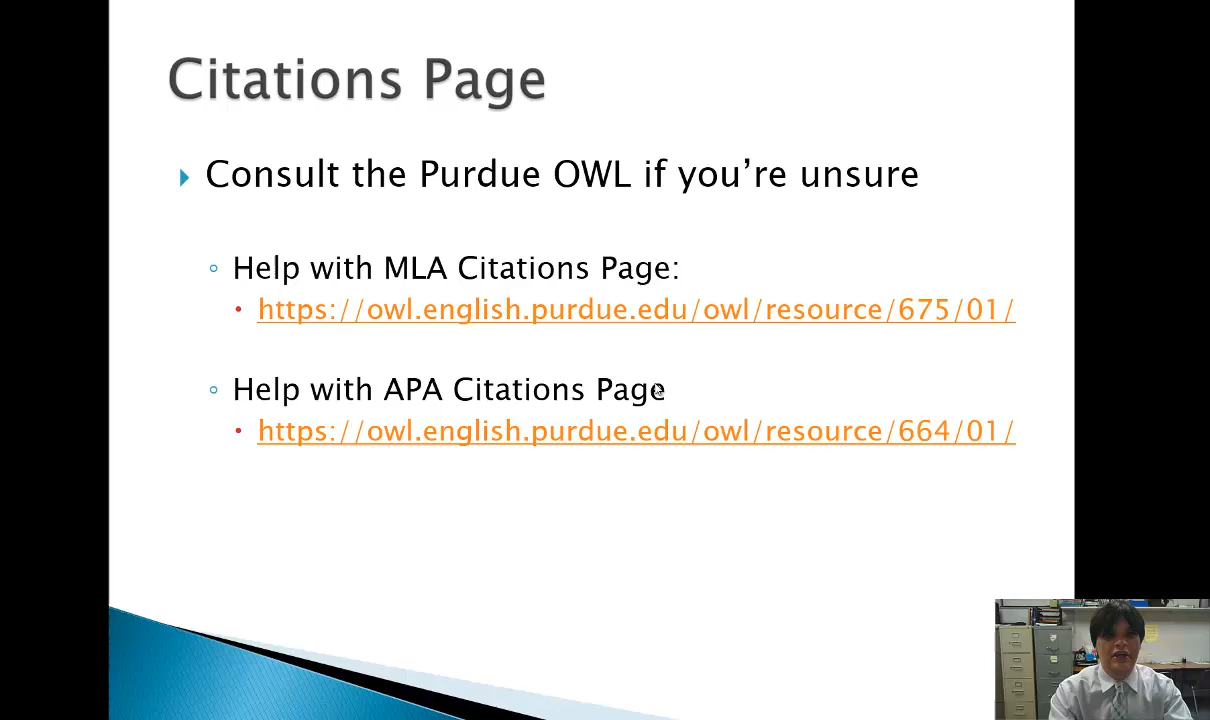 Citations Page
Consult the Purdue OWL if you’re unsure
Help with MLA Citations Page:
https://owl.english.purdue.edu/owl/resource/675/01/
Help with APA Citations Page
https://owl.english.purdue.edu/owl/resource/664/01/